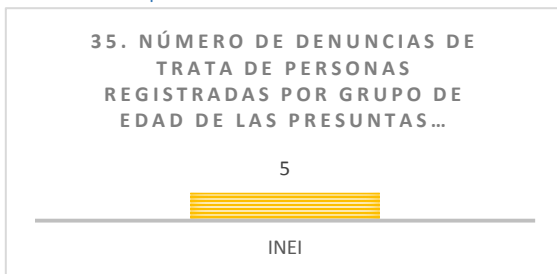 35. NÚMERO DE DENUNCIAS DE
TRATA DE PERSONAS
REGISTRADAS POR GRUPO DE
EDAD DE LAS PRESUNTAS…
5
INEI